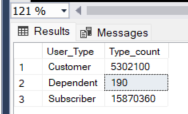 121 %
Results Messages
User_Type Type_count
1 Customer 5302100
2 Dependent 190
3 Subscriber 15870360